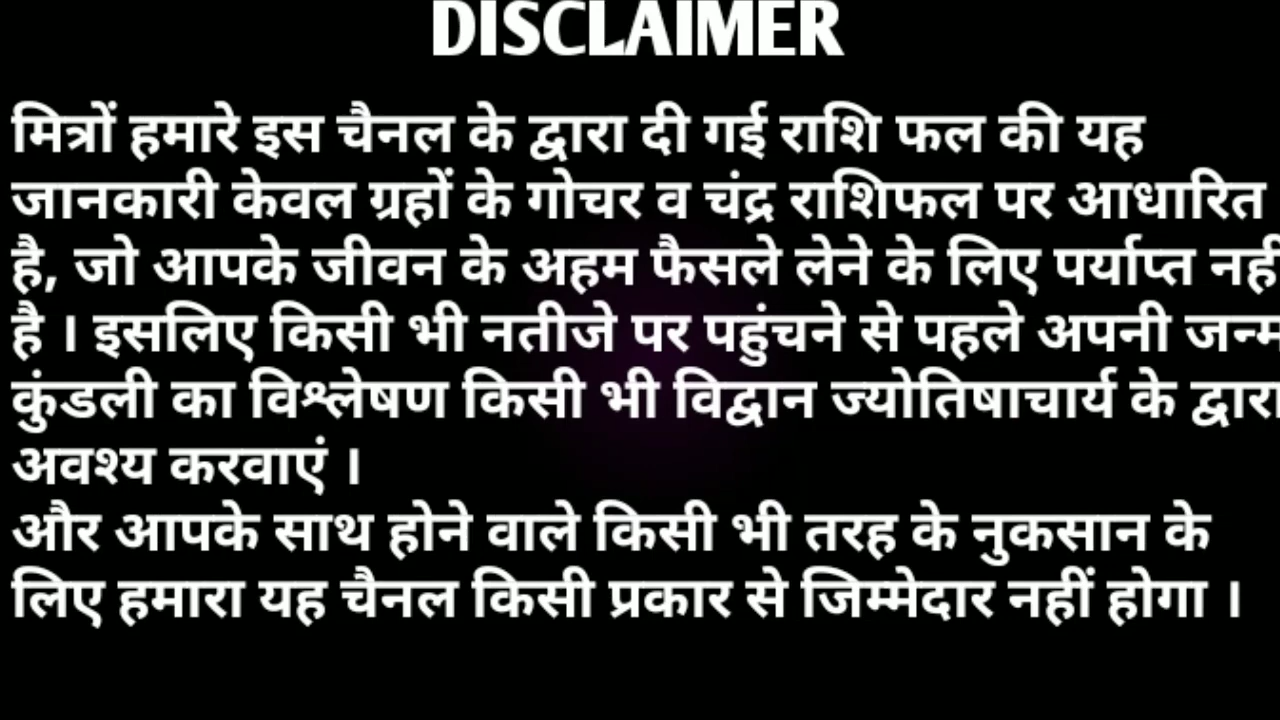 DISCLAIMER
मित्रों हमारे इस चैनल के द्वारा दी गई राशि फल की यह
जानकारी केवल ग्रहों के गोचर व चंद्र राशिफल पर आधारित
है, जो आपके जीवन के अहम फैसले लेने के लिए पर्याप्त नहीं
है । इसलिए किसी भी नतीजे पर पहुंचने से पहले अपनी जन्म
कुंडली का विश्लेषण किसी भी विद्वान ज्योतिषाचार्य के द्वारा
अवश्य करवाएं ।
और आपके साथ होने वाले किसी भी तरह के नुकसान के
लिए हमारा यह चैनल किसी प्रकार से जिम्मेदार नहीं होगा ।